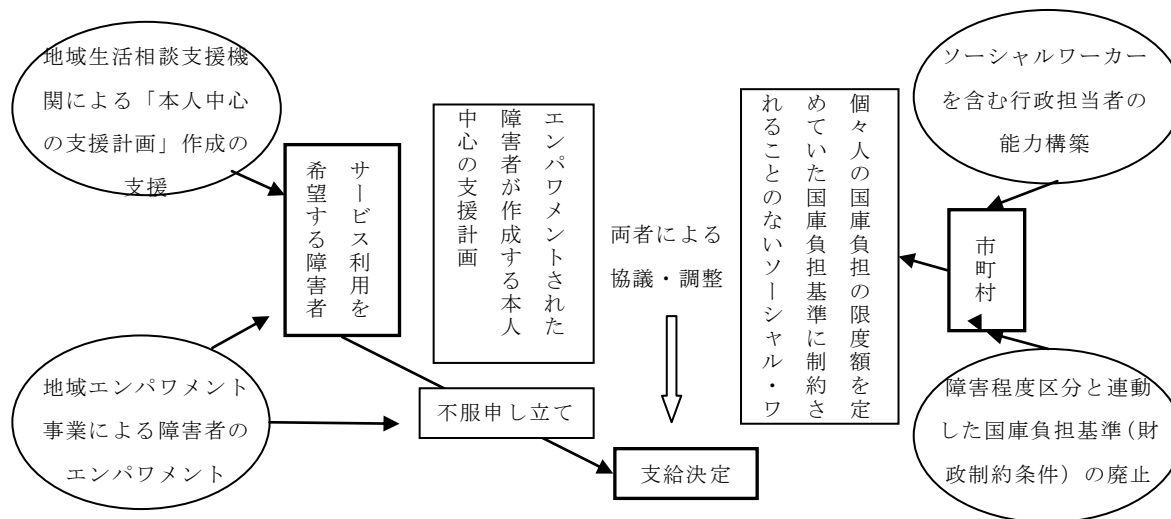 地域生活相談支援機
関による「本人中心
の支援計画」作成の
支援
サービス利用を
希望する障害者
地域エンパワメント
事業による障害者の
エンパワメント
エンパワメントされた
障害者が作成する本人
中心の支援計画
不服申し立て
両者による
協議・調整
支給決定
個々人の国庫負担の限度額を定
めていた国庫負担基準に制約さ
れることのないソーシャル・ワ
ソーシャルワーカー
を含む行政担当者の
能力構築
市町村
障害程度区分と連動
した国庫負担基準(財
政制約条件)の廃止